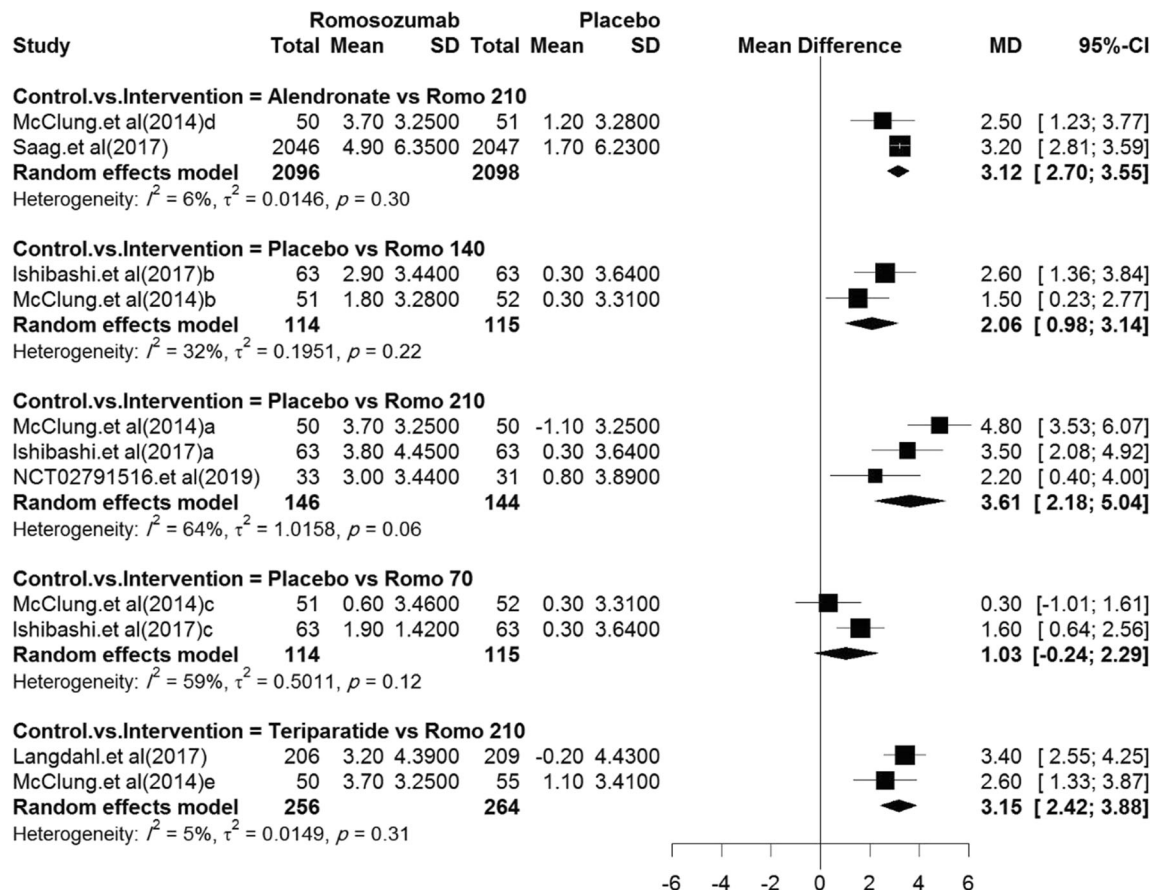 Romosozumab Placebo
Study Total Mean SD Total Mean SD Mean Difference MD 95%-CI
Control.vs.Intervention = Alendronate vs Romo 210
McClung.et al(2014)d 50 3.70 3.2500 51 1.20 3.2800 2.50 [ 1.23; 3.77]
Saag.et al(2017) 2046 4.90 6.3500 2047 1.70 6.2300 3.20 [ 2.81; 3.59]
Random effects model 2096 2098 3.12 [ 2.70; 3.55]
Heterogeneity: I² = 6%, τ² = 0.0146, p = 0.30
Control.vs.Intervention = Placebo vs Romo 140
Ishibashi.et al(2017)b 63 2.90 3.4400 63 0.30 3.6400 2.60 [ 1.36; 3.84]
McClung.et al(2014)b 51 1.80 3.2800 52 0.30 3.3100 1.50 [ 0.23; 2.77]
Random effects model 114 115 2.06 [ 0.98; 3.14]
Heterogeneity: I² = 32%, τ² = 0.1951, p = 0.22
Control.vs.Intervention = Placebo vs Romo 210
McClung.et al(2014)a 50 3.70 3.2500 50 -1.10 3.2500 4.80 [ 3.53; 6.07]
Ishibashi.et al(2017)a 63 3.80 4.4500 63 0.30 3.6400 3.50 [ 2.08; 4.92]
NCT02791516.et al(2019) 33 3.00 3.4400 31 0.80 3.8900 2.20 [ 0.40; 4.00]
Random effects model 146 144 3.61 [ 2.18; 5.04]
Heterogeneity: I² = 64%, τ² = 1.0158, p = 0.06
Control.vs.Intervention = Placebo vs Romo 70
McClung.et al(2014)c 51 0.60 3.4600 52 0.30 3.3100 0.30 [-1.01; 1.61]
Ishibashi.et al(2017)c 63 1.90 1.4200 63 0.30 3.6400 1.60 [ 0.64; 2.56]
Random effects model 114 115 1.03 [-0.24; 2.29]
Heterogeneity: I² = 59%, τ² = 0.5011, p = 0.12
Control.vs.Intervention = Teriparatide vs Romo 210
Langdahl.et al(2017) 206 3.20 4.3900 209 -0.20 4.4300 3.40 [ 2.55; 4.25]
McClung.et al(2014)e 50 3.70 3.2500 55 1.10 3.4100 2.60 [ 1.33; 3.87]
Random effects model 256 264 3.15 [ 2.42; 3.88]
Heterogeneity: I² = 5%, τ² = 0.0149, p = 0.31
-6 -4 -2 0 2 4 6